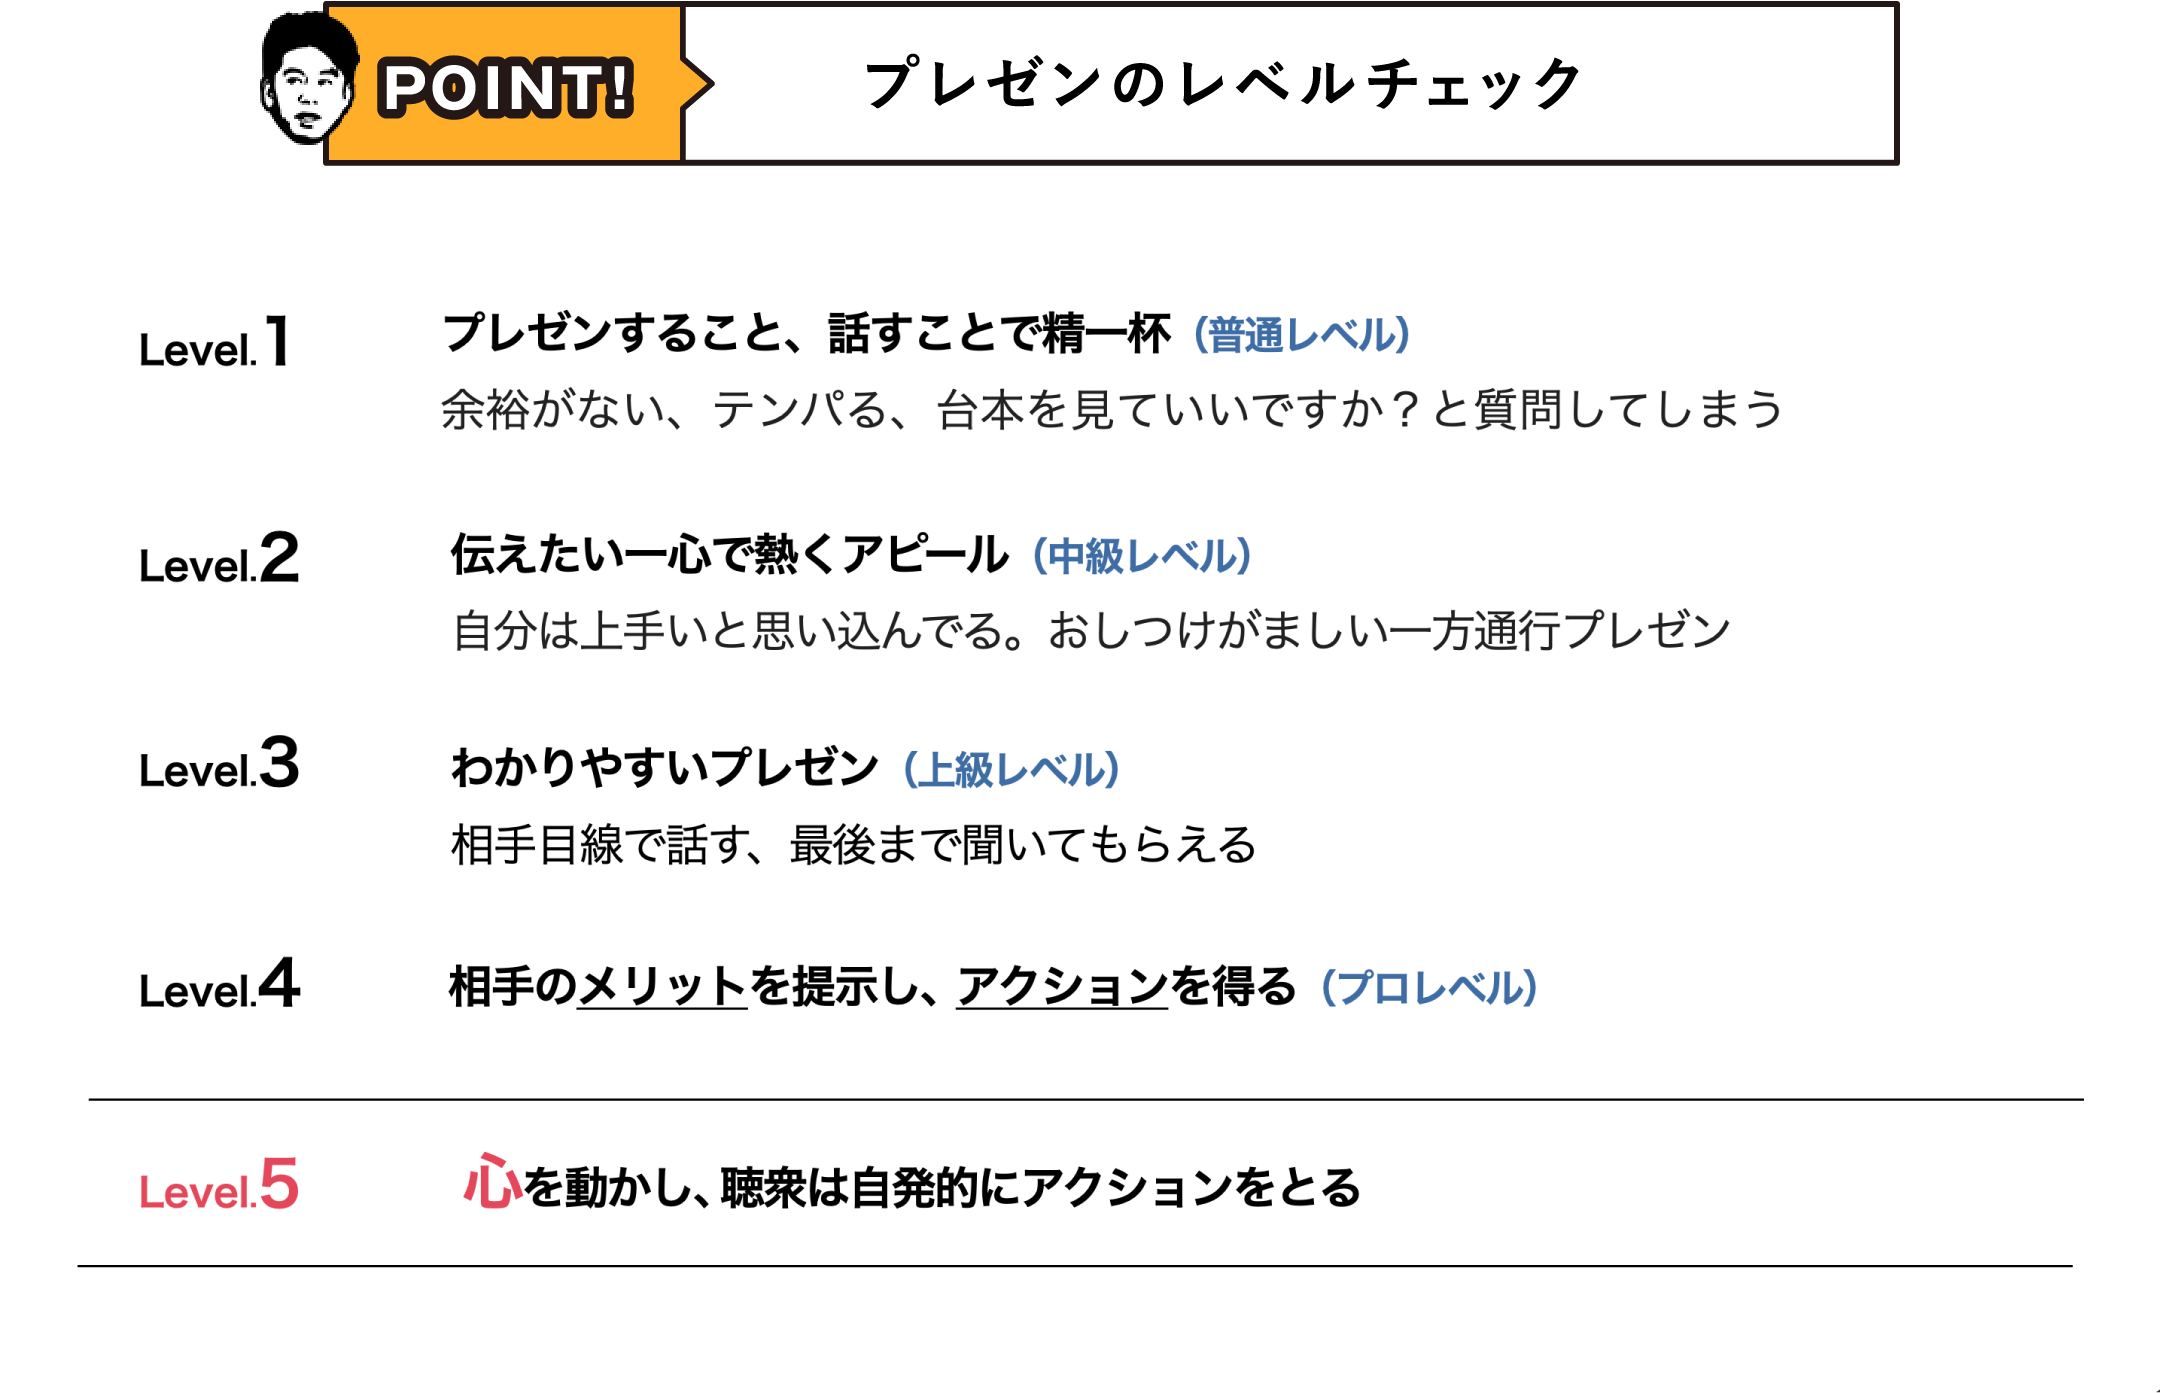 POINT!
プレゼンのレベルチェック
Level.1
プレゼンすること、話すことで精一杯（普通レベル）
余裕がない、テンパる、台本を見ていいですか？と質問してしまう
Level.2
伝えたい一心で熱くアピール（中級レベル）
自分は上手いと思い込んでる。おしつけがましい一方通行プレゼン
Level.3
わかりやすいプレゼン（上級レベル）
相手目線で話す、最後まで聞いてもらえる
Level.4
相手のメリットを提示し、アクションを得る（プロレベル）
Level.5
心を動かし、聴衆は自発的にアクションをとる